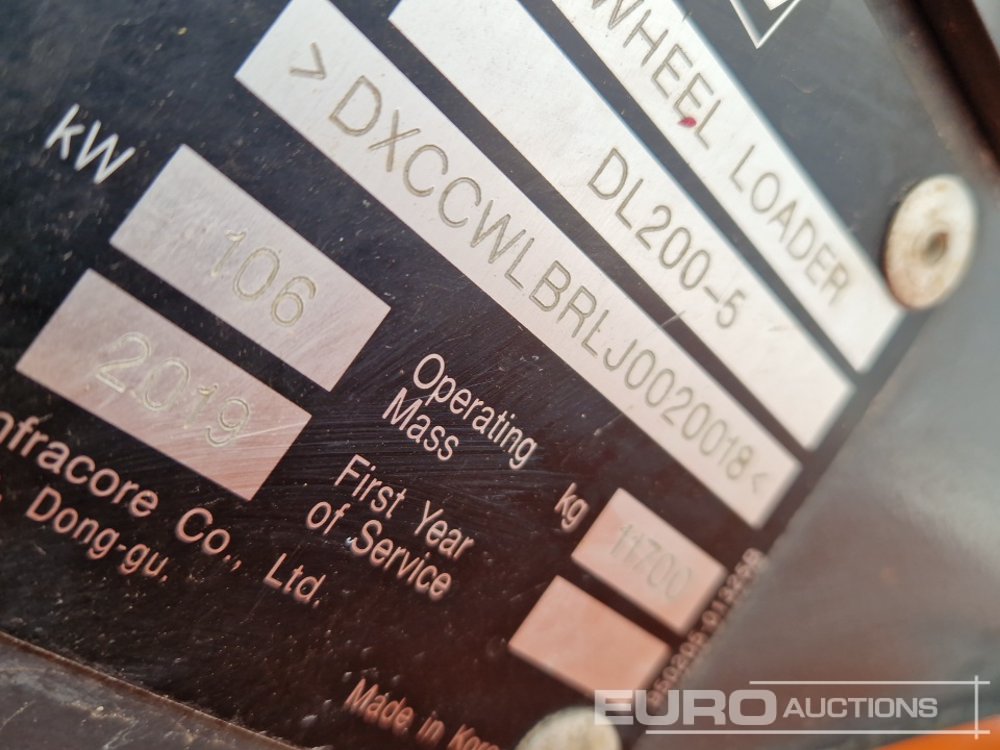 WHEEL LOADER
DL200-5
>DXCCWLBRLJ0020018<
kW
106
Operating
Mass
kg
11700
2019
First Year
of Service
nfracore Co., Ltd.
Dong-gu,
Made in Kor
EURO AUCTIONS